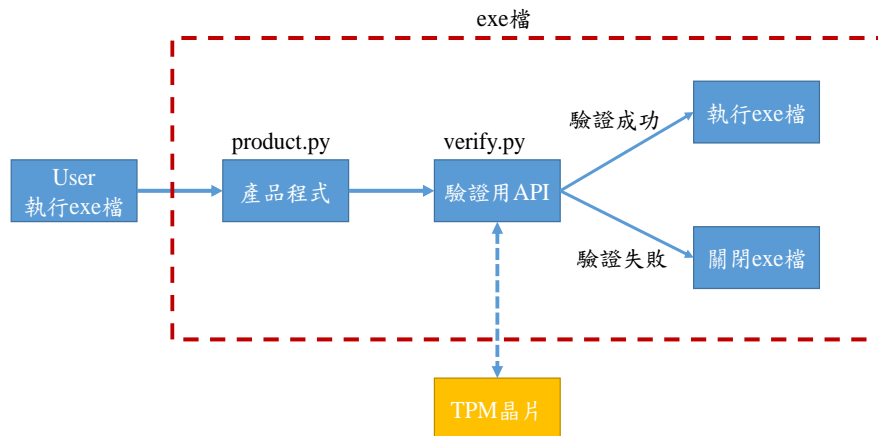 exe檔
product.py
verify.py
User
執行exe檔
產品程式
驗證用API
驗證成功
執行exe檔
驗證失敗
關閉exe檔
TPM晶片